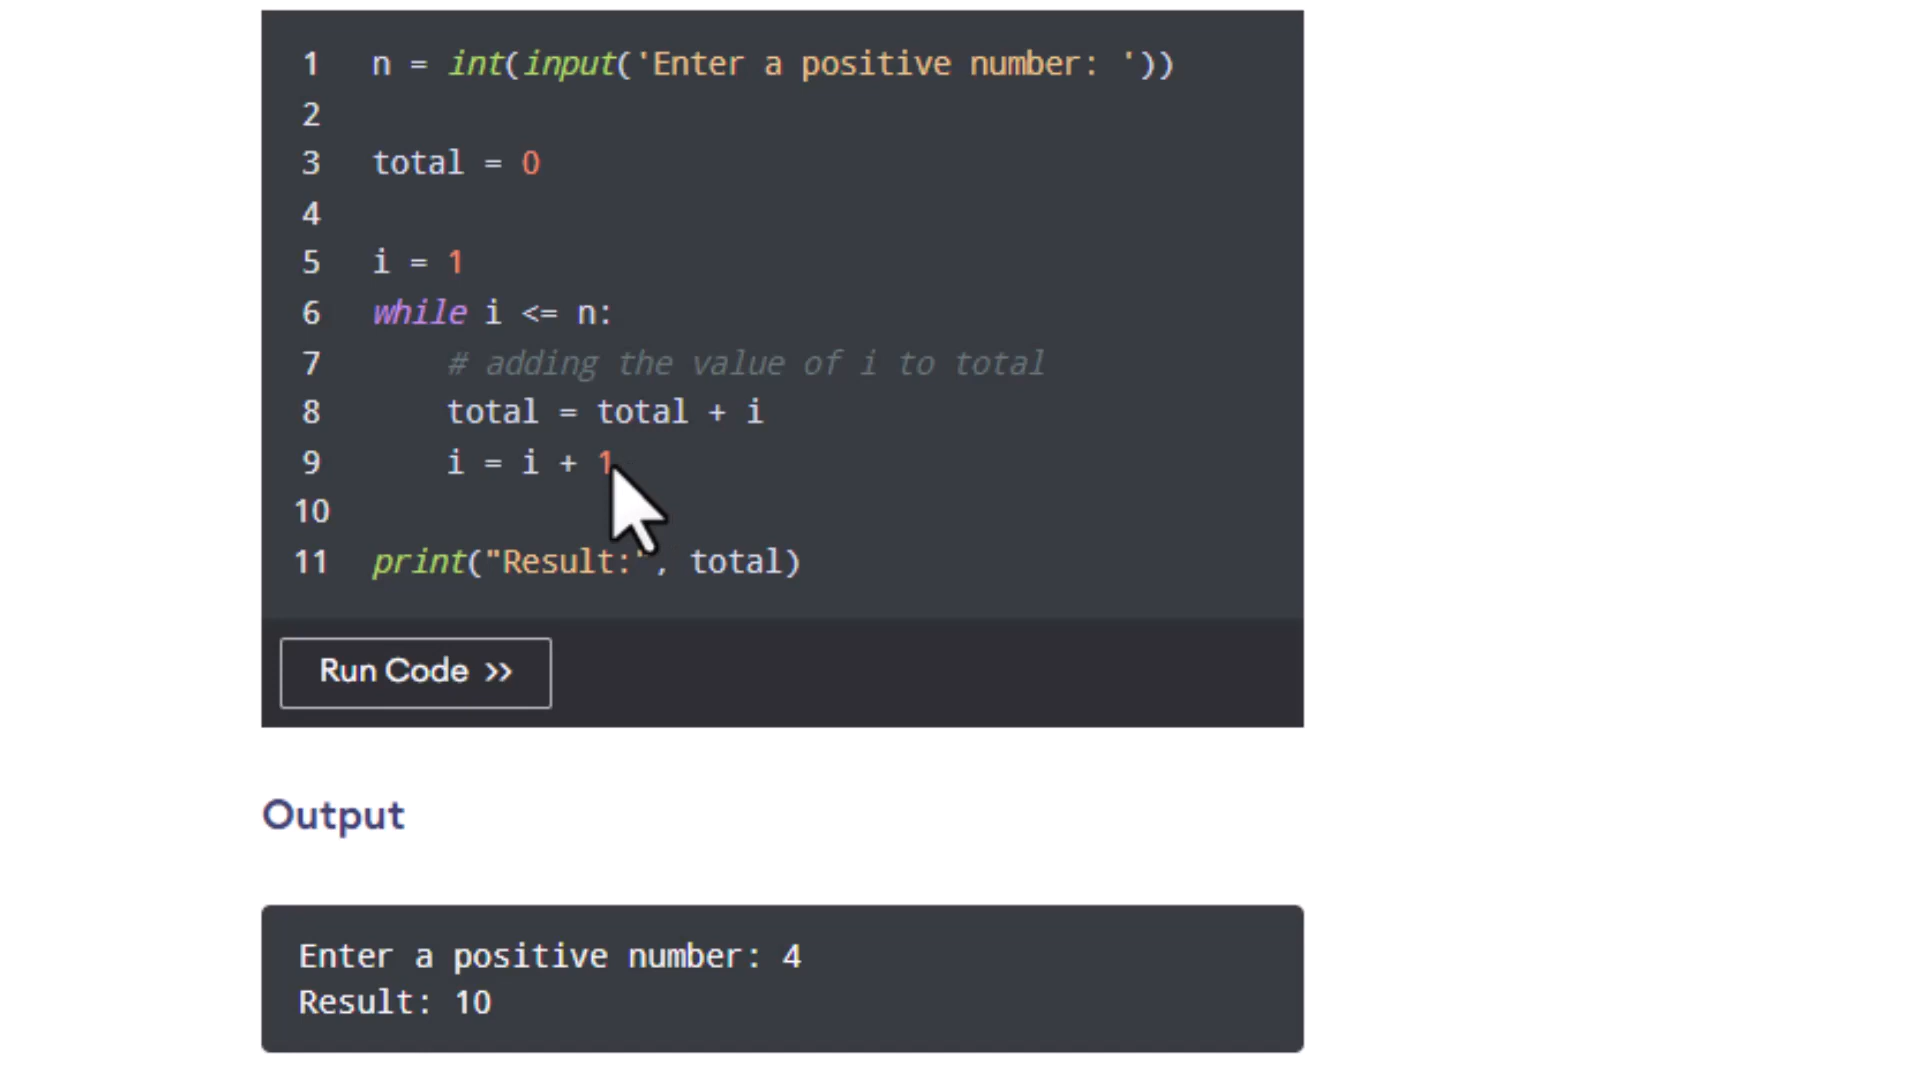 1 n = int(input('Enter a positive number: '))
2
3 total = 0
4
5 i = 1
6 while i <= n:
7 # adding the value of i to total
8 total = total + i
9 i = i + 1
10
11 print("Result:", total)
Run Code >>
Output
Enter a positive number: 4
Result: 10